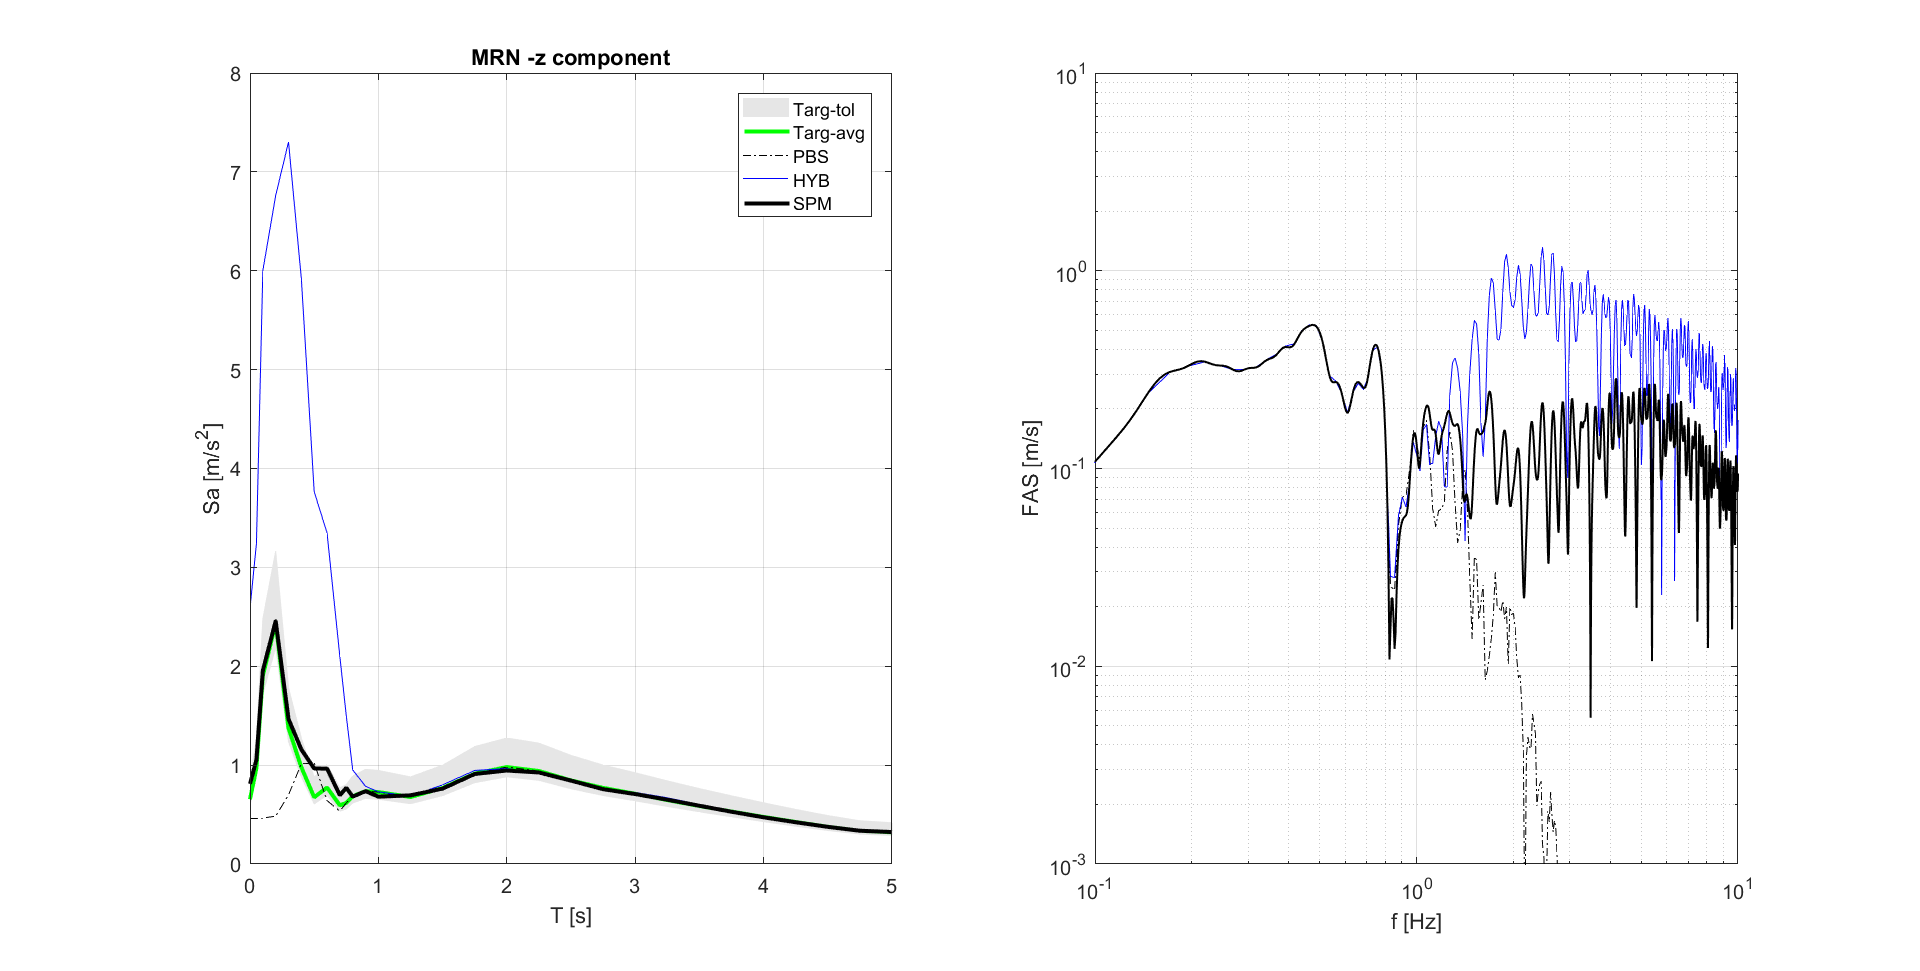 MRN -z component
8
7
6
5
4
3
2
1
0
Sa [m/s²]
0 1 2 3 4 5
T [s]
Targ-tol
Targ-avg
PBS
HYB
SPM
10¹
10⁰
10⁻¹
10⁻²
10⁻³
FAS [m/s]
10⁻¹ 10⁰ 10¹
f [Hz]